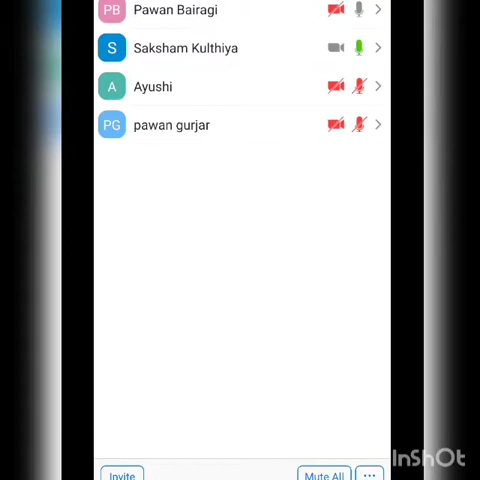 PB Pawan Bairagi
S Saksham Kulthiya
A Ayushi
PG pawan gurjar
Invite Mute All ...
InShOt